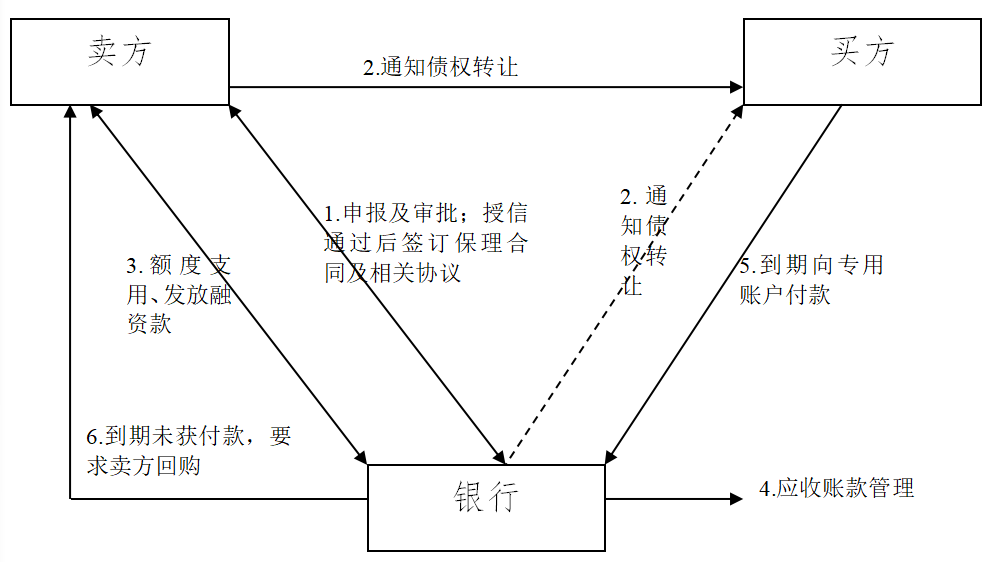 卖方
买方
2.通知债权转让
1.申报及审批；授信
通过后签订保理合
同及相关协议
2. 通
知债
权转
让
3. 额度支
用、发放融
资款
5.到期向专用
账户付款
6.到期未获付款，要
求卖方回购
银行
4.应收账款管理